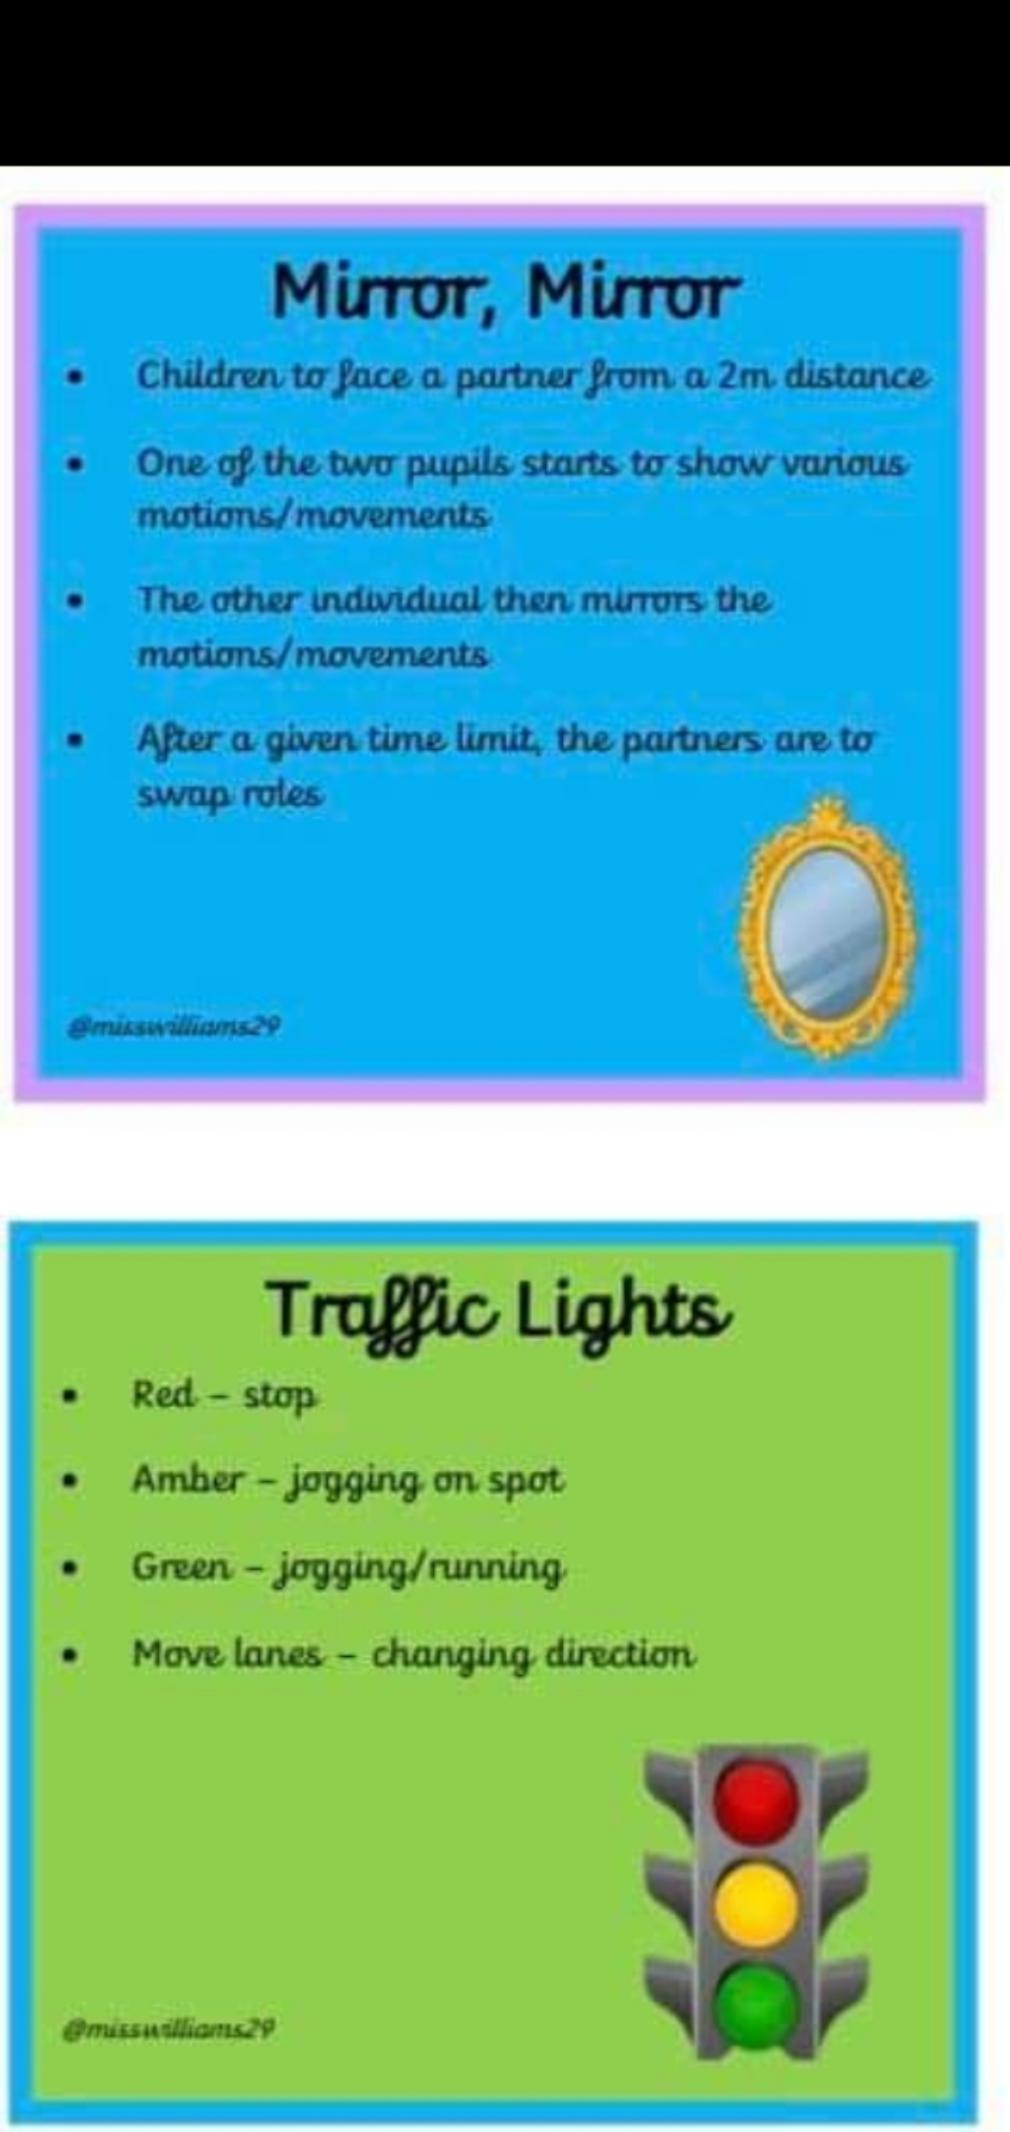 Mirror, Mirror
• Children to face a partner from a 2m distance
• One of the two pupils starts to show various
motions/movements
• The other individual then mirrors the
motions/movements
• After a given time limit, the partners are to
swap roles
@misswilliams29
Traffic Lights
• Red – stop
• Amber – jogging on spot
• Green – jogging/running
• Move lanes – changing direction
@misswilliams29